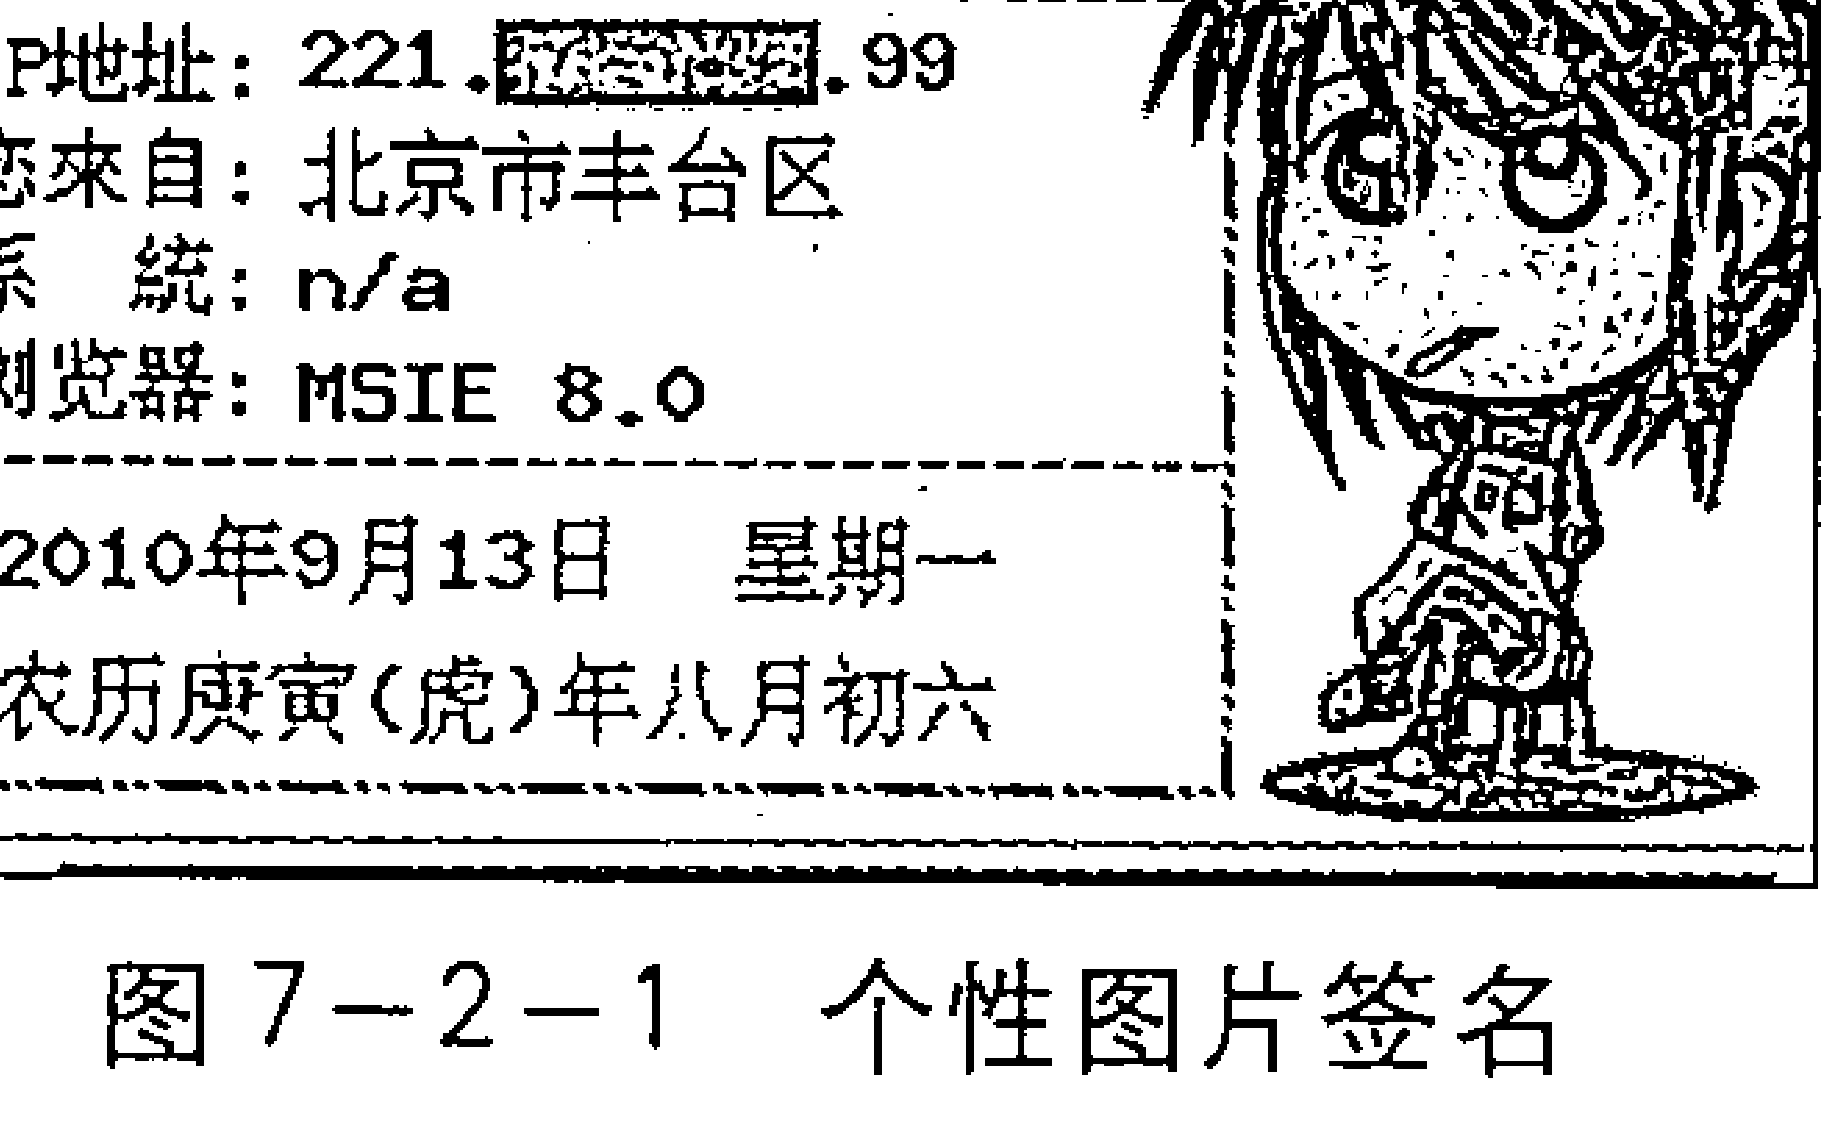 P地址：221.    .99
您來自：北京市丰台区
系 統：n/a
浏览器：MSIE 8.0
2010年9月13日 星期一
农历庚寅(虎)年八月初六
图7-2-1 个性图片签名